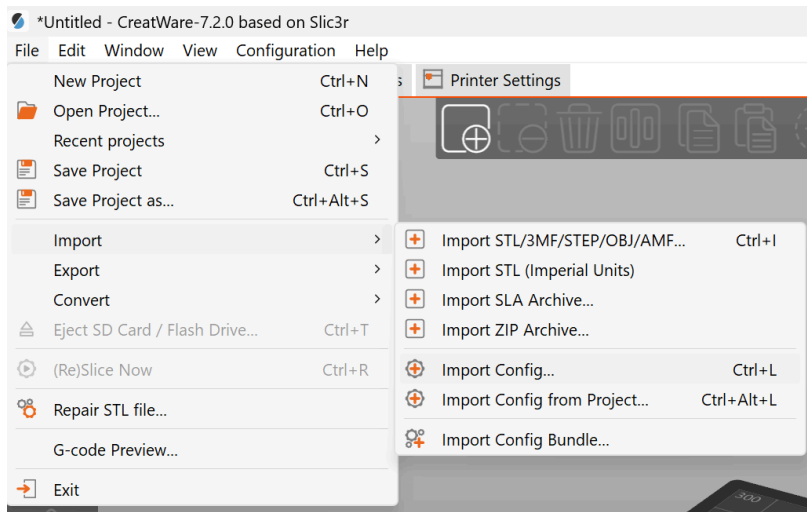 *Untitled - CreatWare-7.2.0 based on Slic3r
File Edit Window View Configuration Help
s Printer Settings
New Project Ctrl+N
Open Project... Ctrl+O
Recent projects
Save Project Ctrl+S
Save Project as... Ctrl+Alt+S
Import
Export
Convert
Eject SD Card / Flash Drive... Ctrl+T
(Re)Slice Now Ctrl+R
Repair STL file...
G-code Preview...
Exit
Import STL/3MF/STEP/OBJ/AMF... Ctrl+I
Import STL (Imperial Units)
Import SLA Archive...
Import ZIP Archive...
Import Config... Ctrl+L
Import Config from Project... Ctrl+Alt+L
Import Config Bundle...
300